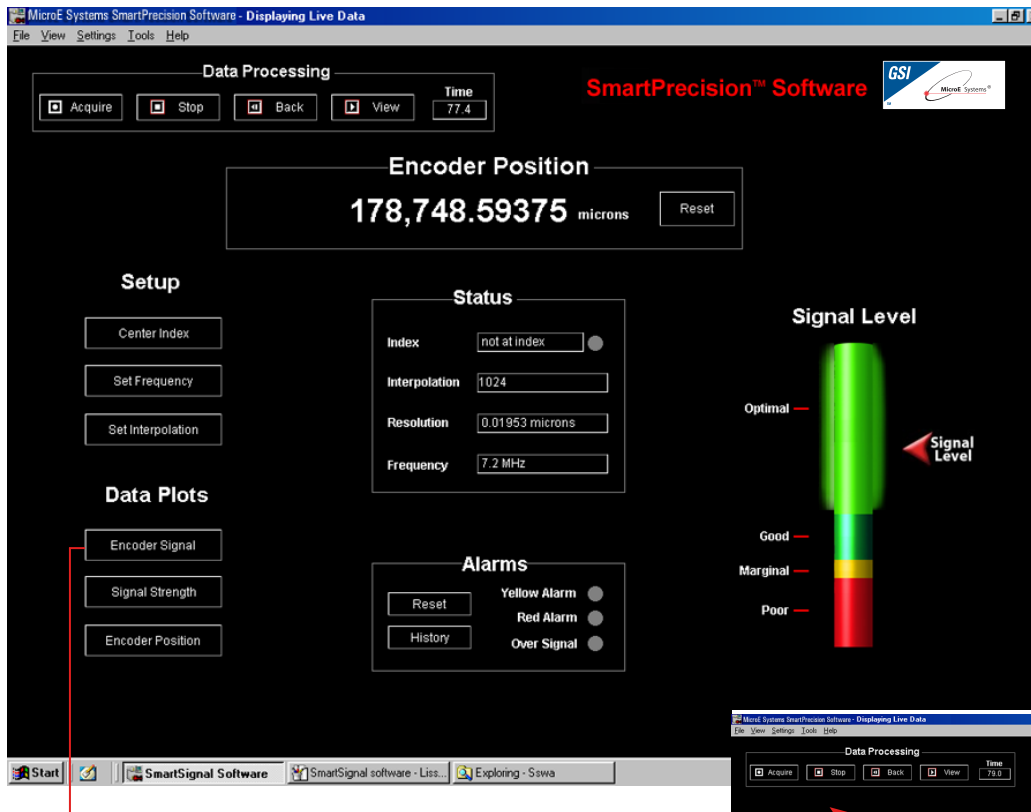 MicroE Systems SmartPrecision Software - Displaying Live Data
File View Settings Tools Help
Data Processing
Acquire Stop Back View
Time
77.4
SmartPrecision™ Software
GSI
MicroE Systems®
Encoder Position
178,748.59375 microns
Reset
Setup
Center Index
Set Frequency
Set Interpolation
Data Plots
Encoder Signal
Signal Strength
Encoder Position
Status
Index not at index
Interpolation 1024
Resolution 0.01953 microns
Frequency 7.2 MHz
Alarms
Reset
History
Yellow Alarm
Red Alarm
Over Signal
Signal Level
Optimal
Signal
Level
Good
Marginal
Poor
Start SmartSignal Software SmartSignal software - Liss... Exploring - Sswa
MicroE Systems SmartPrecision Software - Displaying Live Data
File View Settings Tools Help
Data Processing
Acquire Stop Back View
Time
79.0